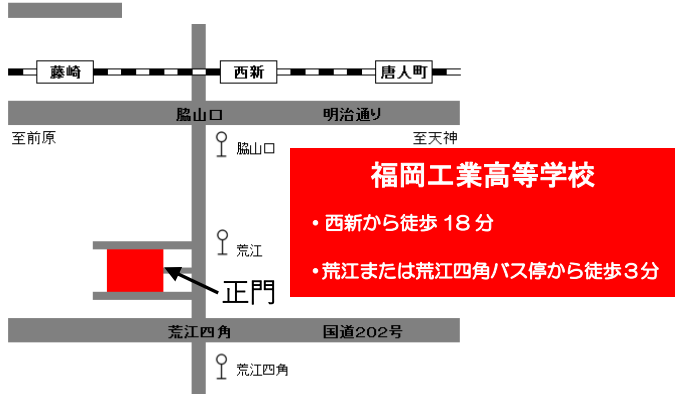 藤崎
西新
唐人町
脇山口
明治通り
至前原
至天神
脇山口
福岡工業高等学校
・西新から徒歩18分
荒江
・荒江または荒江四角バス停から徒歩3分
正門
荒江四角
国道202号
荒江四角